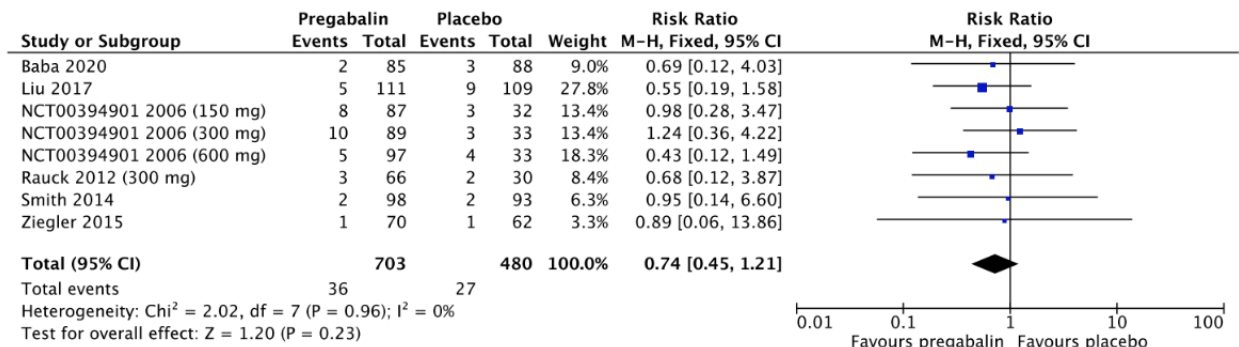 Pregabalin Placebo Risk Ratio Risk Ratio
Study or Subgroup Events Total Events Total Weight M-H, Fixed, 95% CI M-H, Fixed, 95% CI
Baba 2020 2 85 3 88 9.0% 0.69 [0.12, 4.03]
Liu 2017 5 111 9 109 27.8% 0.55 [0.19, 1.58]
NCT00394901 2006 (150 mg) 8 87 3 32 13.4% 0.98 [0.28, 3.47]
NCT00394901 2006 (300 mg) 10 89 3 33 13.4% 1.24 [0.36, 4.22]
NCT00394901 2006 (600 mg) 5 97 4 33 18.3% 0.43 [0.12, 1.49]
Rauck 2012 (300 mg) 3 66 2 30 8.4% 0.68 [0.12, 3.87]
Smith 2014 2 98 2 93 6.3% 0.95 [0.14, 6.60]
Ziegler 2015 1 70 1 62 3.3% 0.89 [0.06, 13.86]
Total (95% CI) 703 480 100.0% 0.74 [0.45, 1.21]
Total events 36 27
Heterogeneity: Chi² = 2.02, df = 7 (P = 0.96); I² = 0%
Test for overall effect: Z = 1.20 (P = 0.23)
0.01 0.1 1 10 100
Favours pregabalin Favours placebo